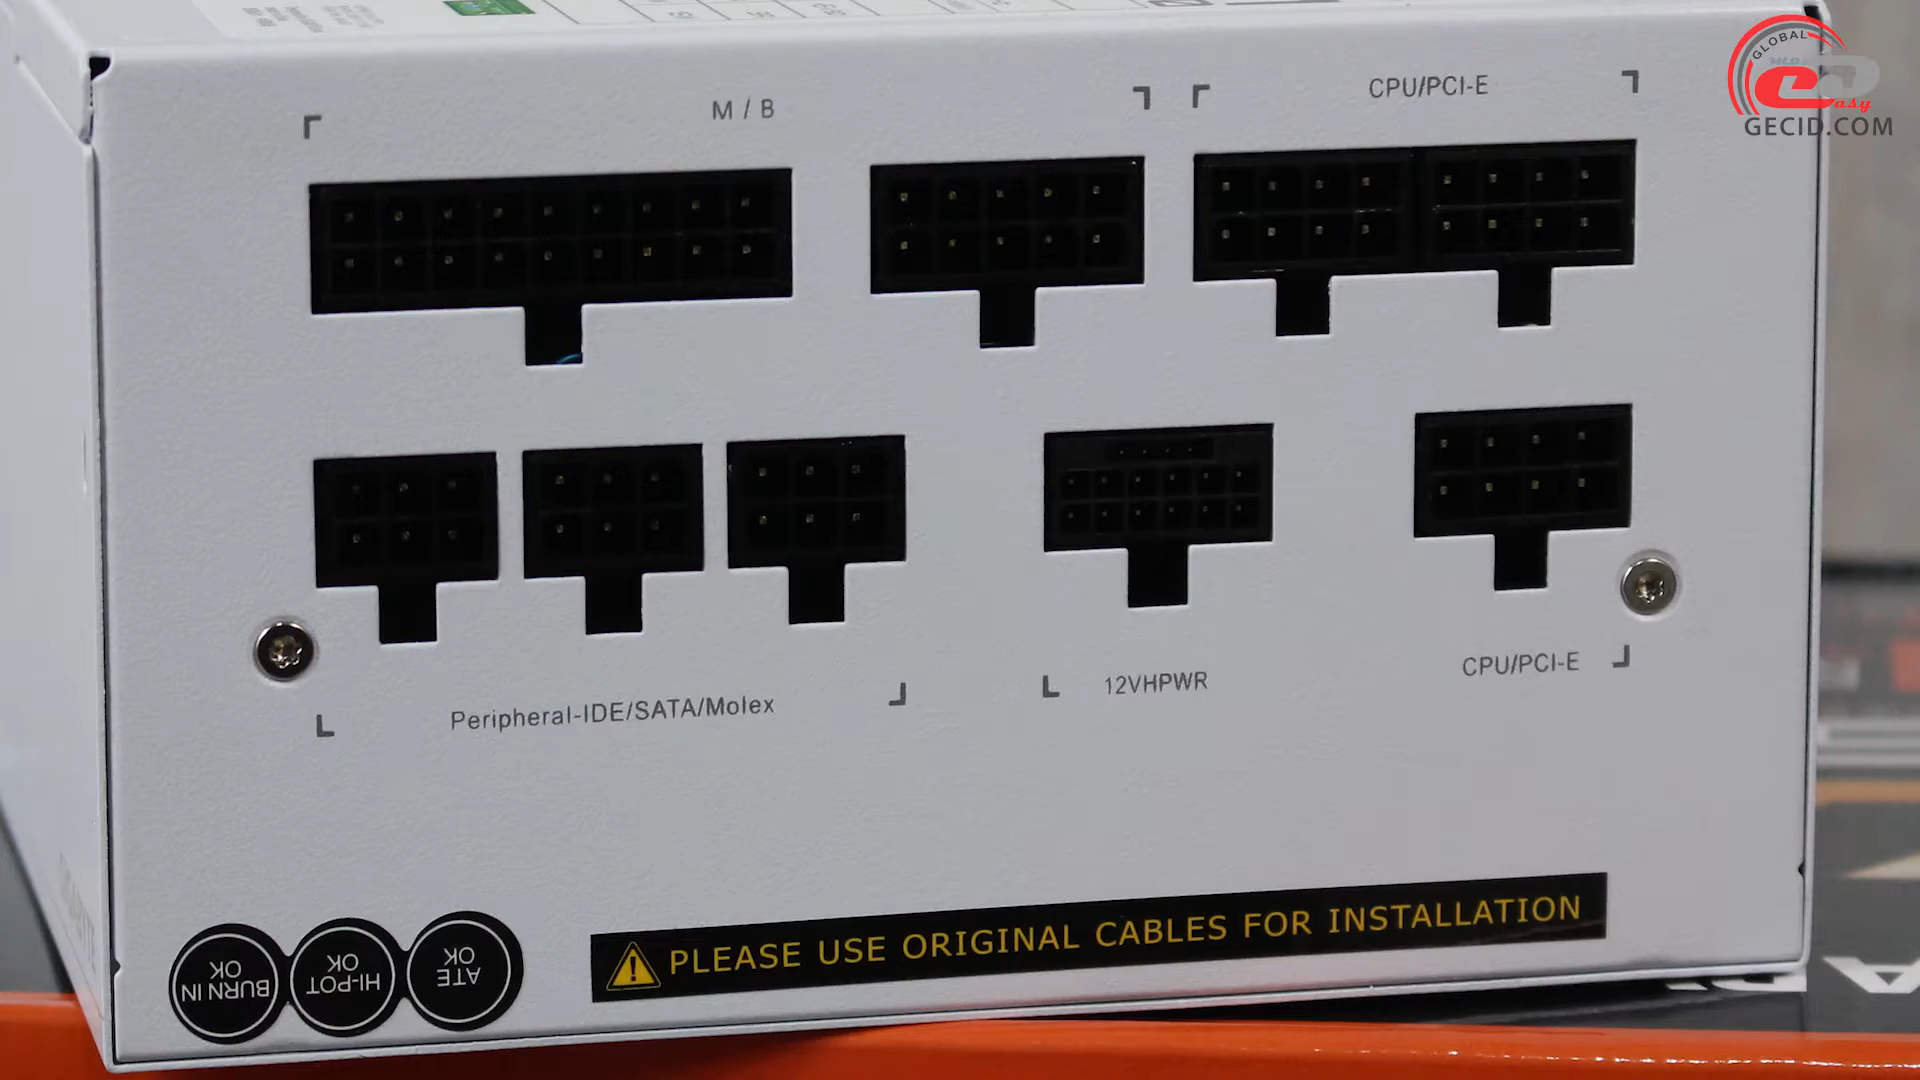 GLOBAL
easy
GECID.COM
M / B
CPU/PCI-E
Peripheral-IDE/SATA/Molex
12VHPWR
CPU/PCI-E
BURN IN
OK
HI-POT
OK
ATE
OK
PLEASE USE ORIGINAL CABLES FOR INSTALLATION